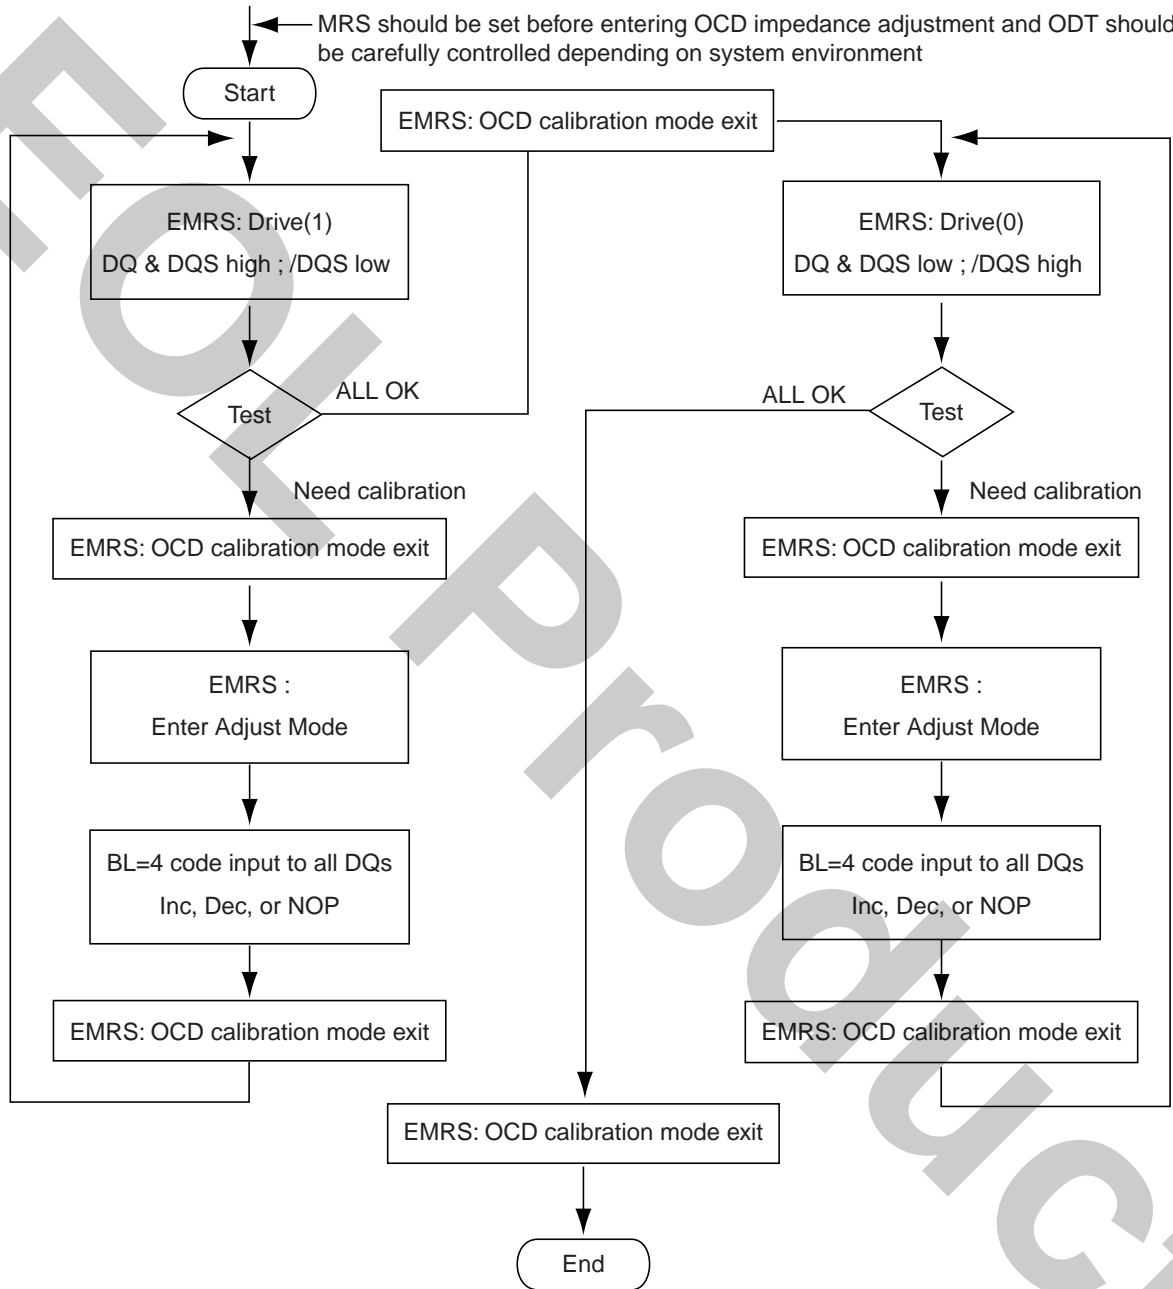 MRS should be set before entering OCD impedance adjustment and ODT should
be carefully controlled depending on system environment
Start
EMRS: OCD calibration mode exit
EMRS: Drive(1)
DQ & DQS high ; /DQS low
Test
ALL OK
Need calibration
EMRS: OCD calibration mode exit
EMRS :
Enter Adjust Mode
BL=4 code input to all DQs
Inc, Dec, or NOP
EMRS: OCD calibration mode exit
EMRS: Drive(0)
DQ & DQS low ; /DQS high
ALL OK
Test
Need calibration
EMRS: OCD calibration mode exit
EMRS :
Enter Adjust Mode
BL=4 code input to all DQs
Inc, Dec, or NOP
EMRS: OCD calibration mode exit
EMRS: OCD calibration mode exit
End
EOL Product